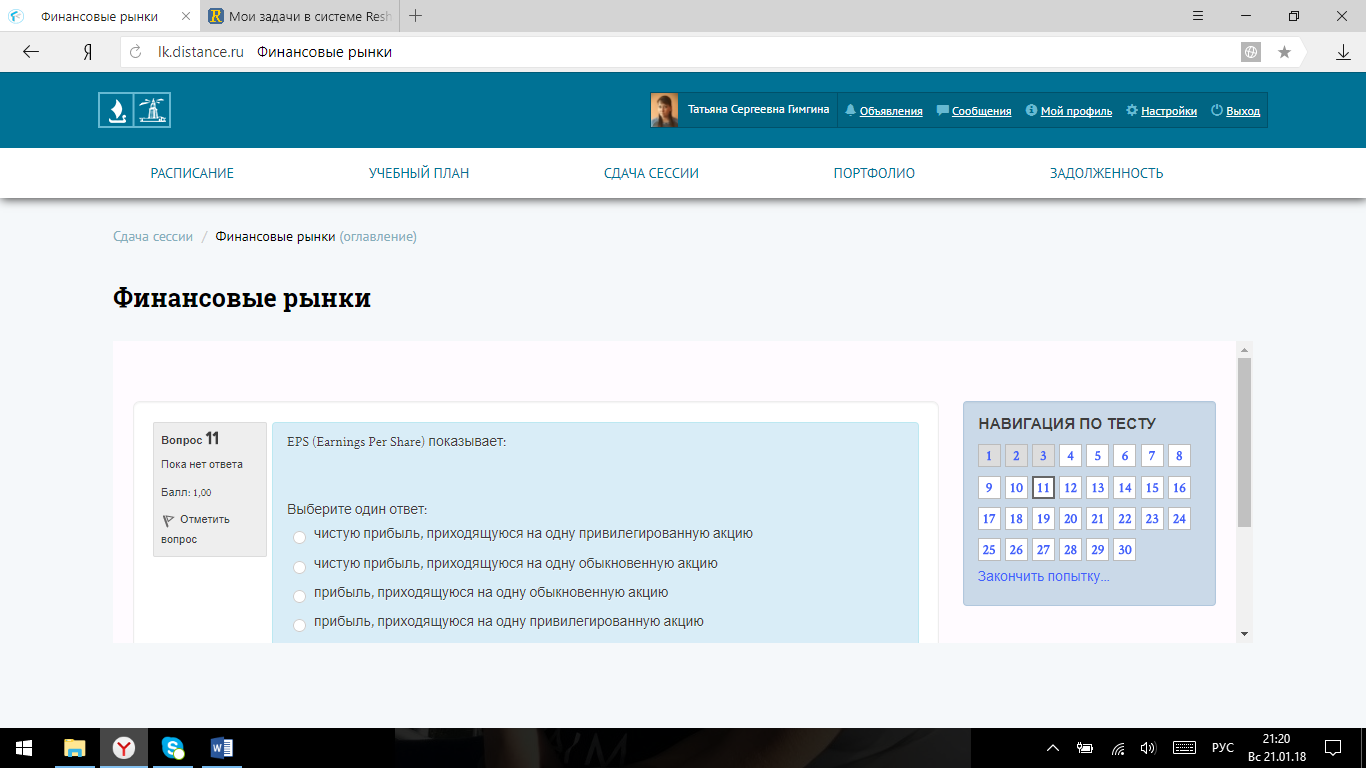 Финансовые рынки
Мои задачи в системе Resh
lk.distance.ru Финансовые рынки
Татьяна Сергеевна Гимгина Объявления Сообщения Мой профиль Настройки Выход
РАСПИСАНИЕ УЧЕБНЫЙ ПЛАН СДАЧА СЕССИИ ПОРТФОЛИО ЗАДОЛЖЕННОСТЬ
Сдача сессии / Финансовые рынки (оглавление)
Финансовые рынки
Вопрос 11
Пока нет ответа
Балл: 1,00
Отметить
вопрос
EPS (Earnings Per Share) показывает:
Выберите один ответ:
чистую прибыль, приходящуюся на одну привилегированную акцию
чистую прибыль, приходящуюся на одну обыкновенную акцию
прибыль, приходящуюся на одну обыкновенную акцию
прибыль, приходящуюся на одну привилегированную акцию
НАВИГАЦИЯ ПО ТЕСТУ
1 2 3 4 5 6 7 8
9 10 11 12 13 14 15 16
17 18 19 20 21 22 23 24
25 26 27 28 29 30
Закончить попытку...
РУС
21:20
Вс 21.01.18